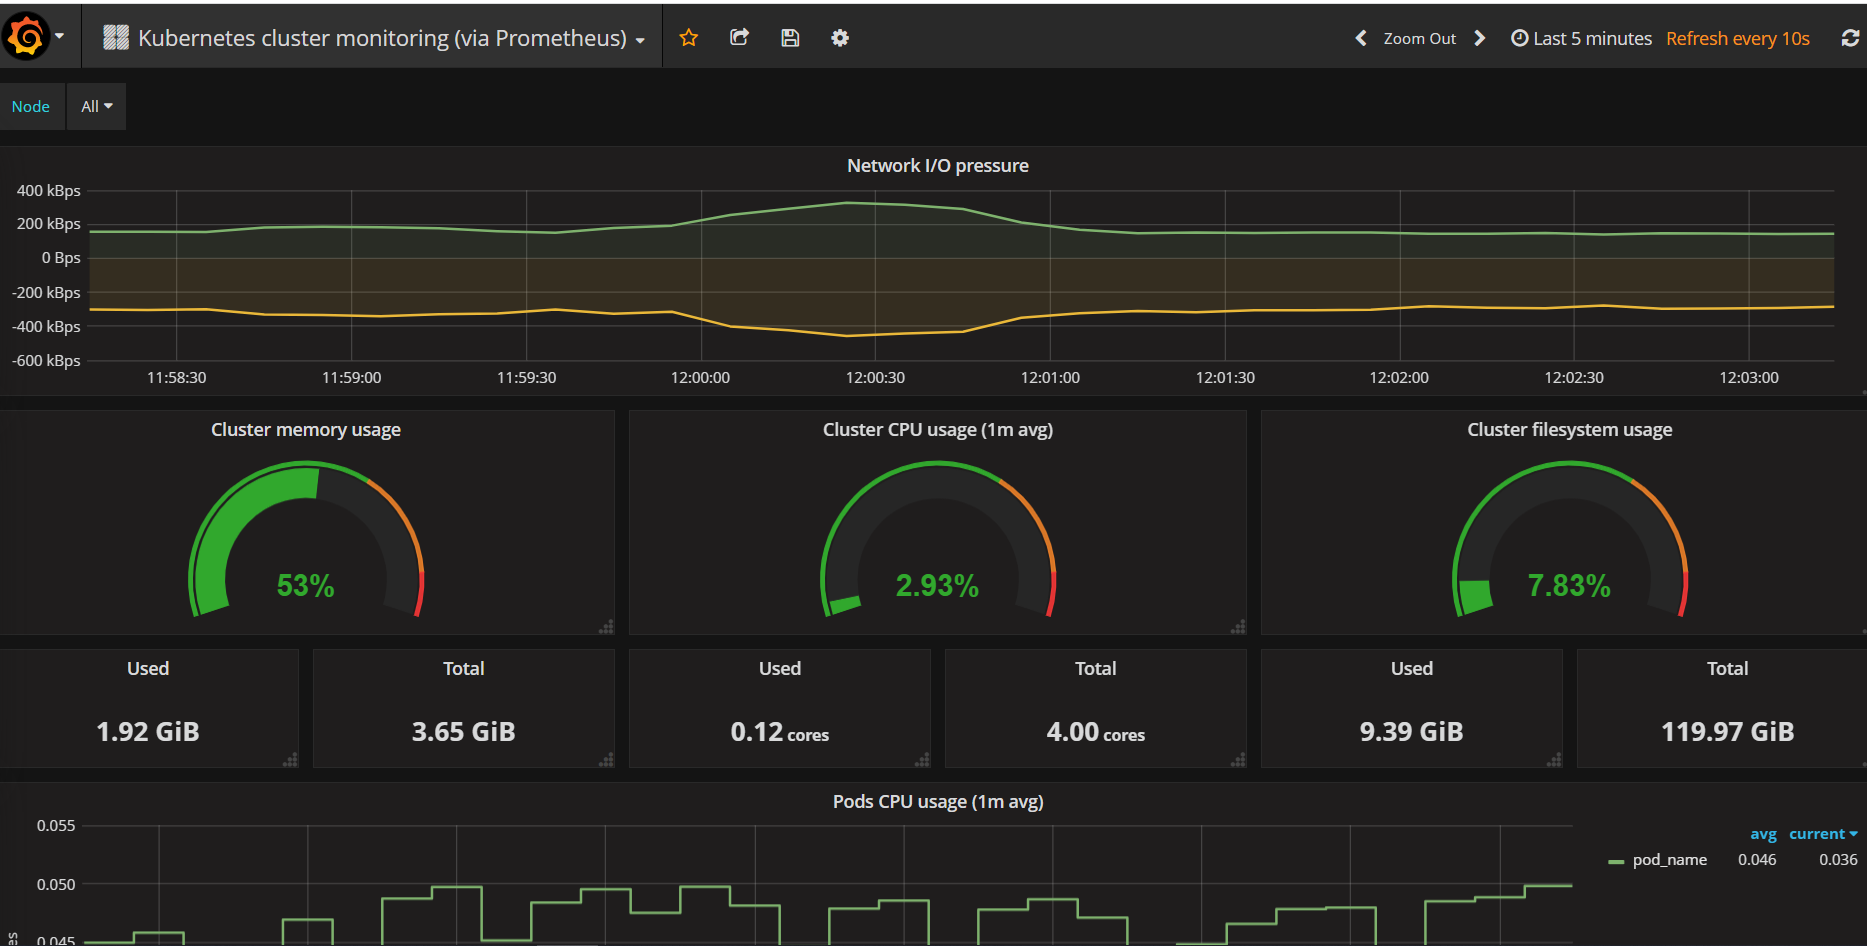 Kubernetes cluster monitoring (via Prometheus)
Zoom Out
Last 5 minutes
Refresh every 10s
Node
All
Network I/O pressure
400 kBps
200 kBps
0 Bps
-200 kBps
-400 kBps
-600 kBps
11:58:30
11:59:00
11:59:30
12:00:00
12:00:30
12:01:00
12:01:30
12:02:00
12:02:30
12:03:00
Cluster memory usage
53%
Cluster CPU usage (1m avg)
2.93%
Cluster filesystem usage
7.83%
Used
1.92 GiB
Total
3.65 GiB
Used
0.12 cores
Total
4.00 cores
Used
9.39 GiB
Total
119.97 GiB
Pods CPU usage (1m avg)
0.055
0.050
0.045
avg current
pod_name 0.046 0.036